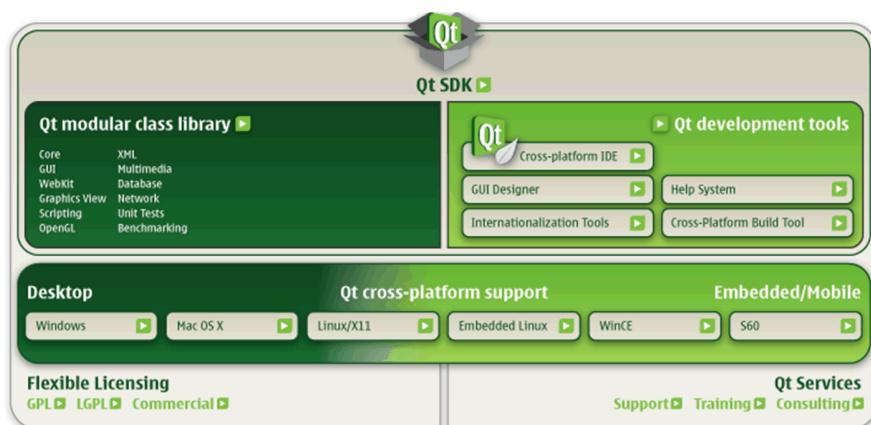 Qt
Qt SDK
Qt modular class library
Core XML
GUI Multimedia
WebKit Database
Graphics View Network
Scripting Unit Tests
OpenGL Benchmarking
Qt
Qt development tools
Cross-platform IDE
GUI Designer Help System
Internationalization Tools Cross-Platform Build Tool
Desktop Qt cross-platform support Embedded/Mobile
Windows Mac OS X Linux/X11 Embedded Linux WinCE S60
Flexible Licensing
GPL LGPL Commercial
Qt Services
Support Training Consulting